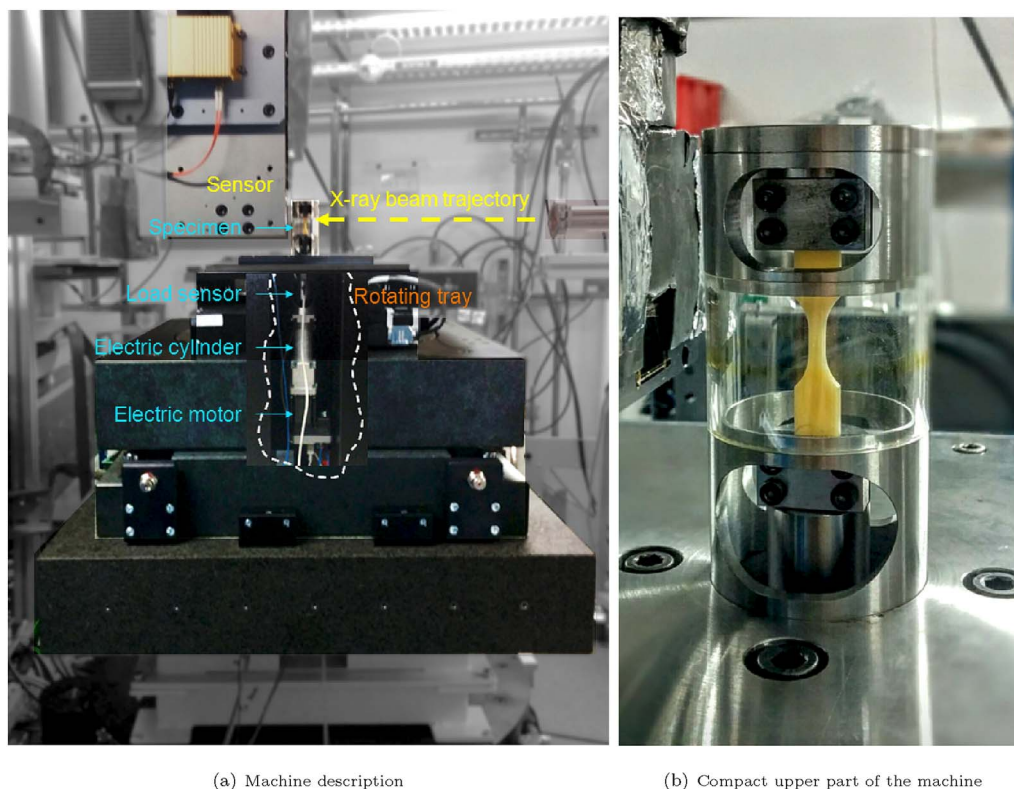 Sensor
X-ray beam trajectory
Specimen
Load sensor
Rotating tray
Electric cylinder
Electric motor
(a) Machine description
(b) Compact upper part of the machine